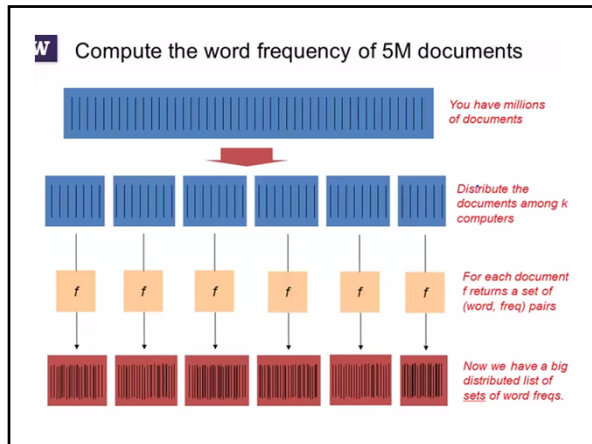 W
Compute the word frequency of 5M documents
You have millions
of documents
Distribute the
documents among k
computers
f f f f f f
For each document
f returns a set of
(word, freq) pairs
Now we have a big
distributed list of
sets of word freqs.